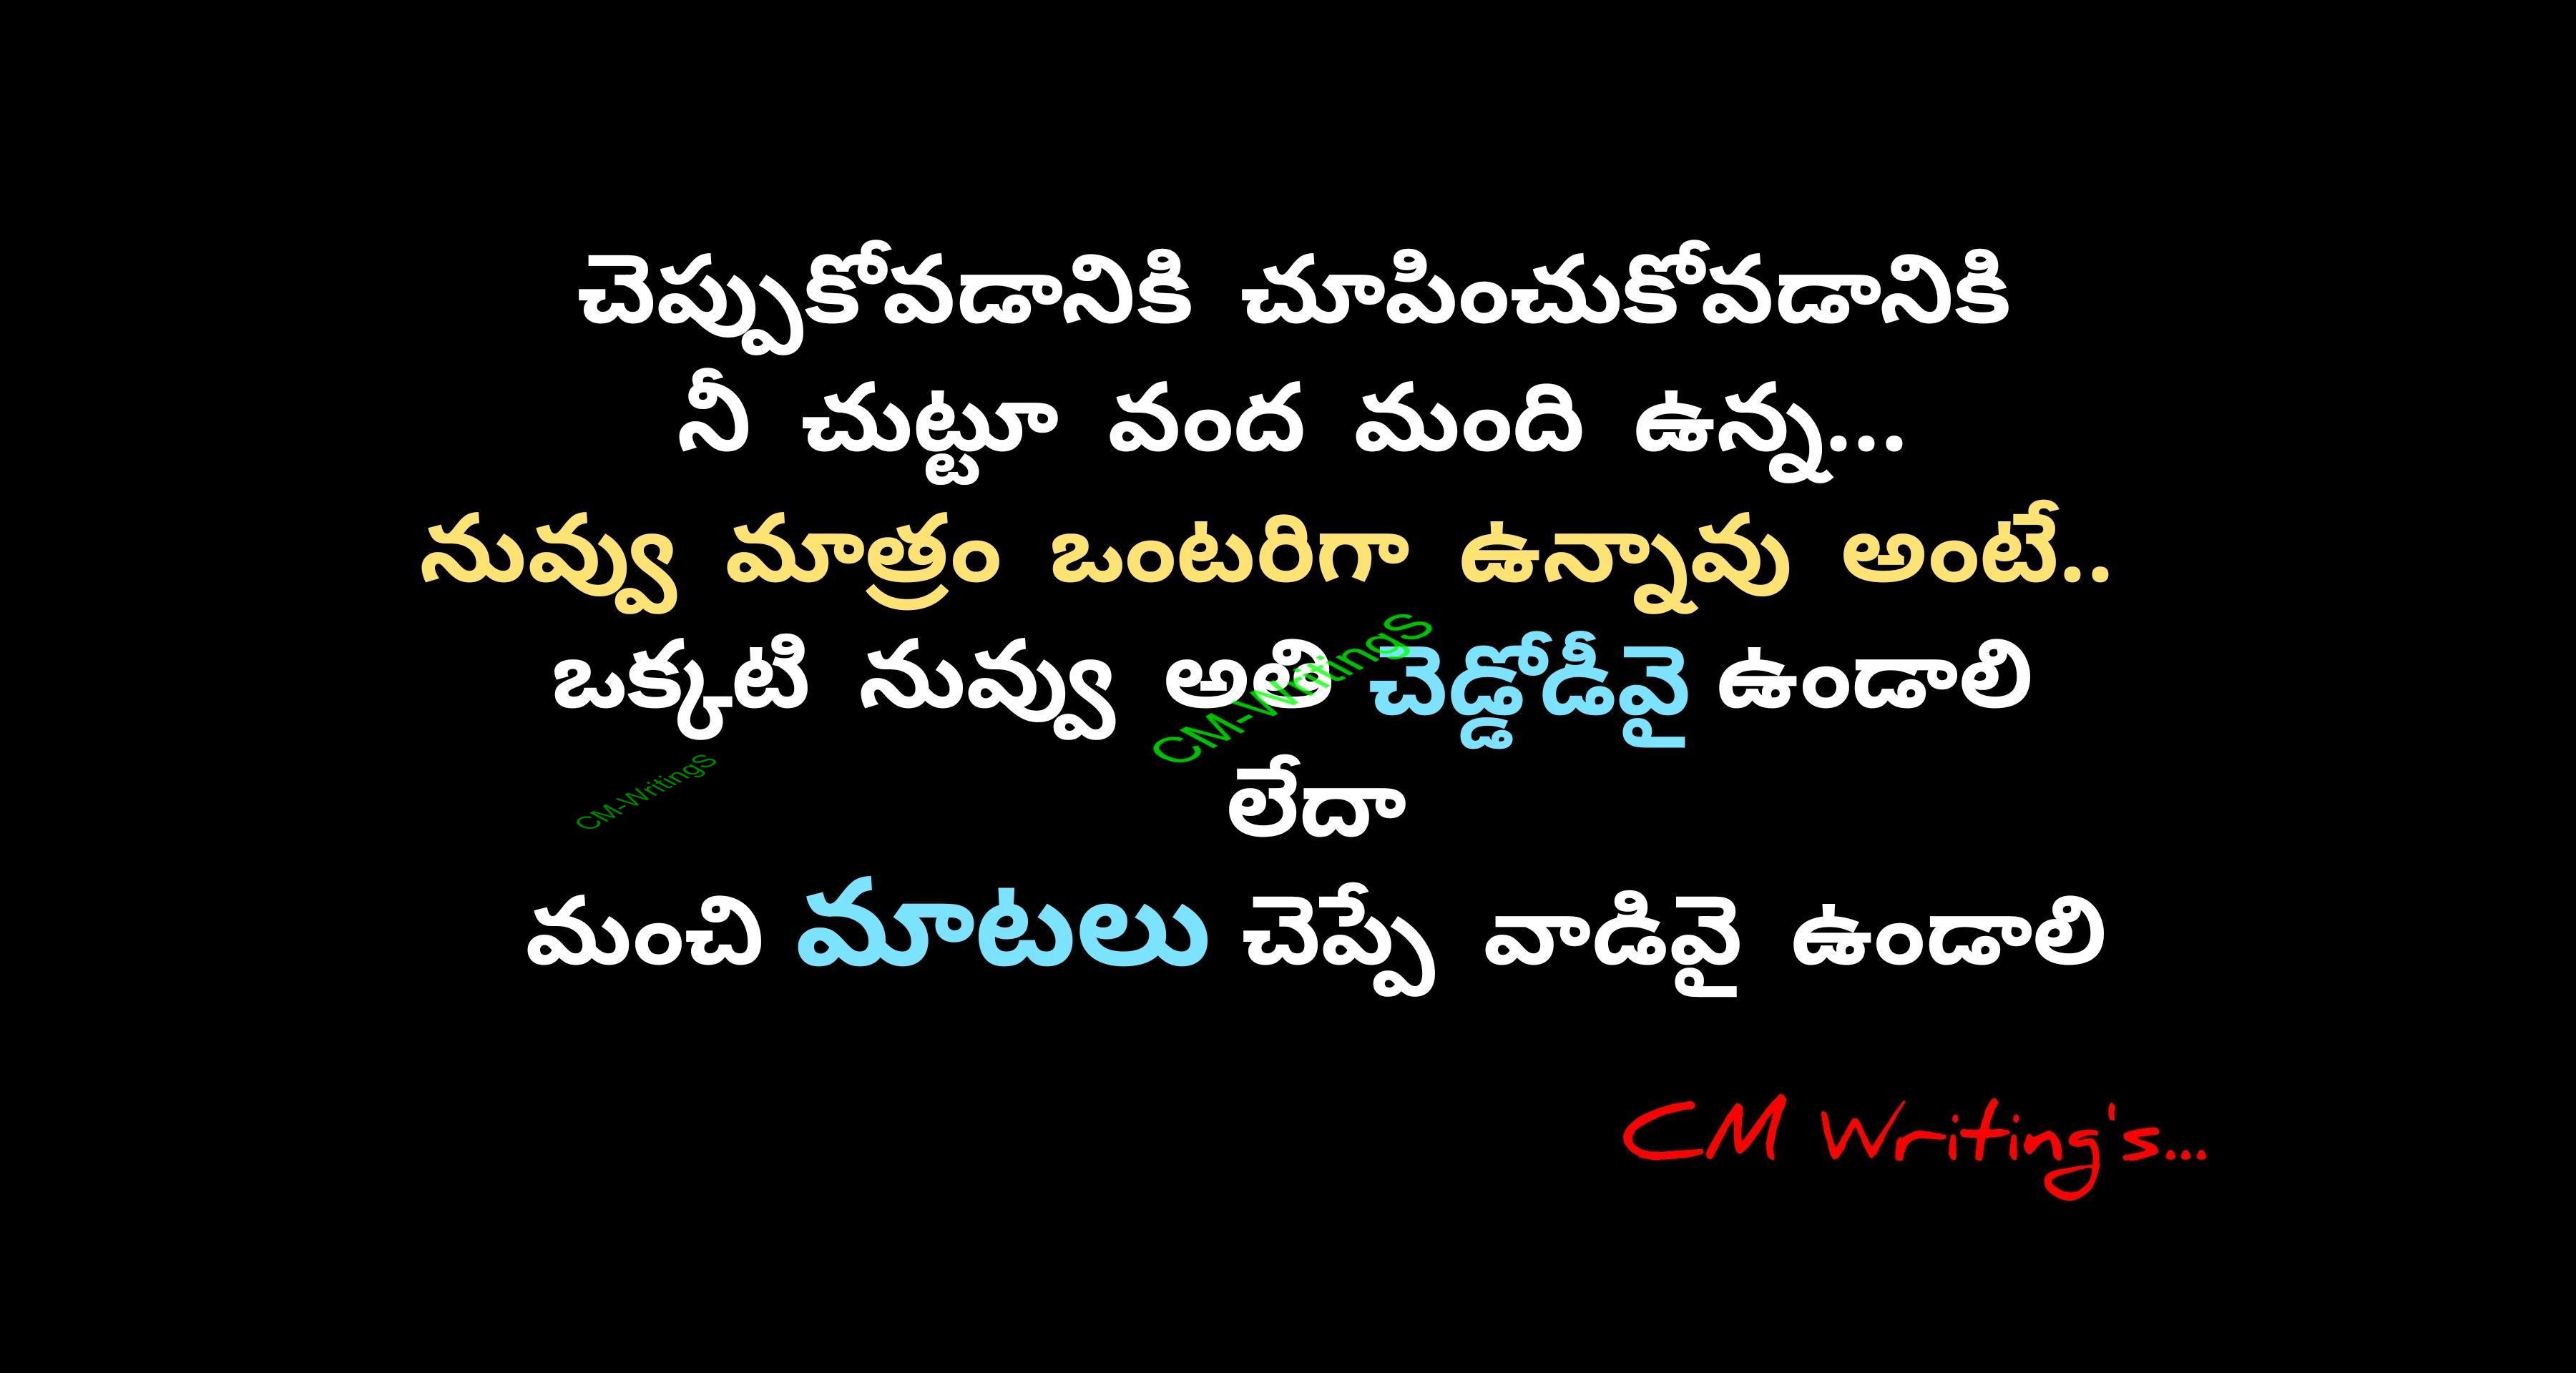 చెప్పుకోవడానికి చూపించుకోవడానికి
నీ చుట్టూ వంద మంది ఉన్న...
నువ్వు మాత్రం ఒంటరిగా ఉన్నావు అంటే..
ఒక్కటి నువ్వు అతి చెడ్డోడీవై ఉండాలి
CM-WritingS
CM-WritingS
లేదా
మంచి మాటలు చెప్పే వాడివై ఉండాలి
CM Writing's...